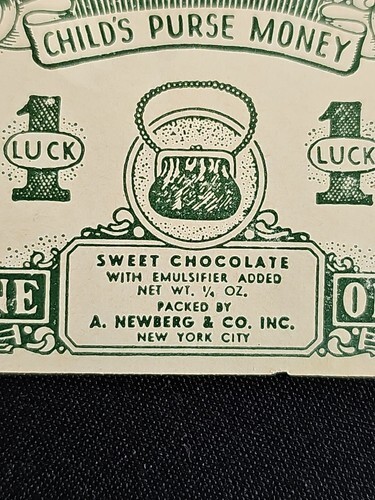 CHILD'S PURSE MONEY
1 LUCK
1 LUCK
SWEET CHOCOLATE
WITH EMULSIFIER ADDED
NET WT. ¼ OZ.
PACKED BY
A. NEWBERG & CO. INC.
NEW YORK CITY
NE
O